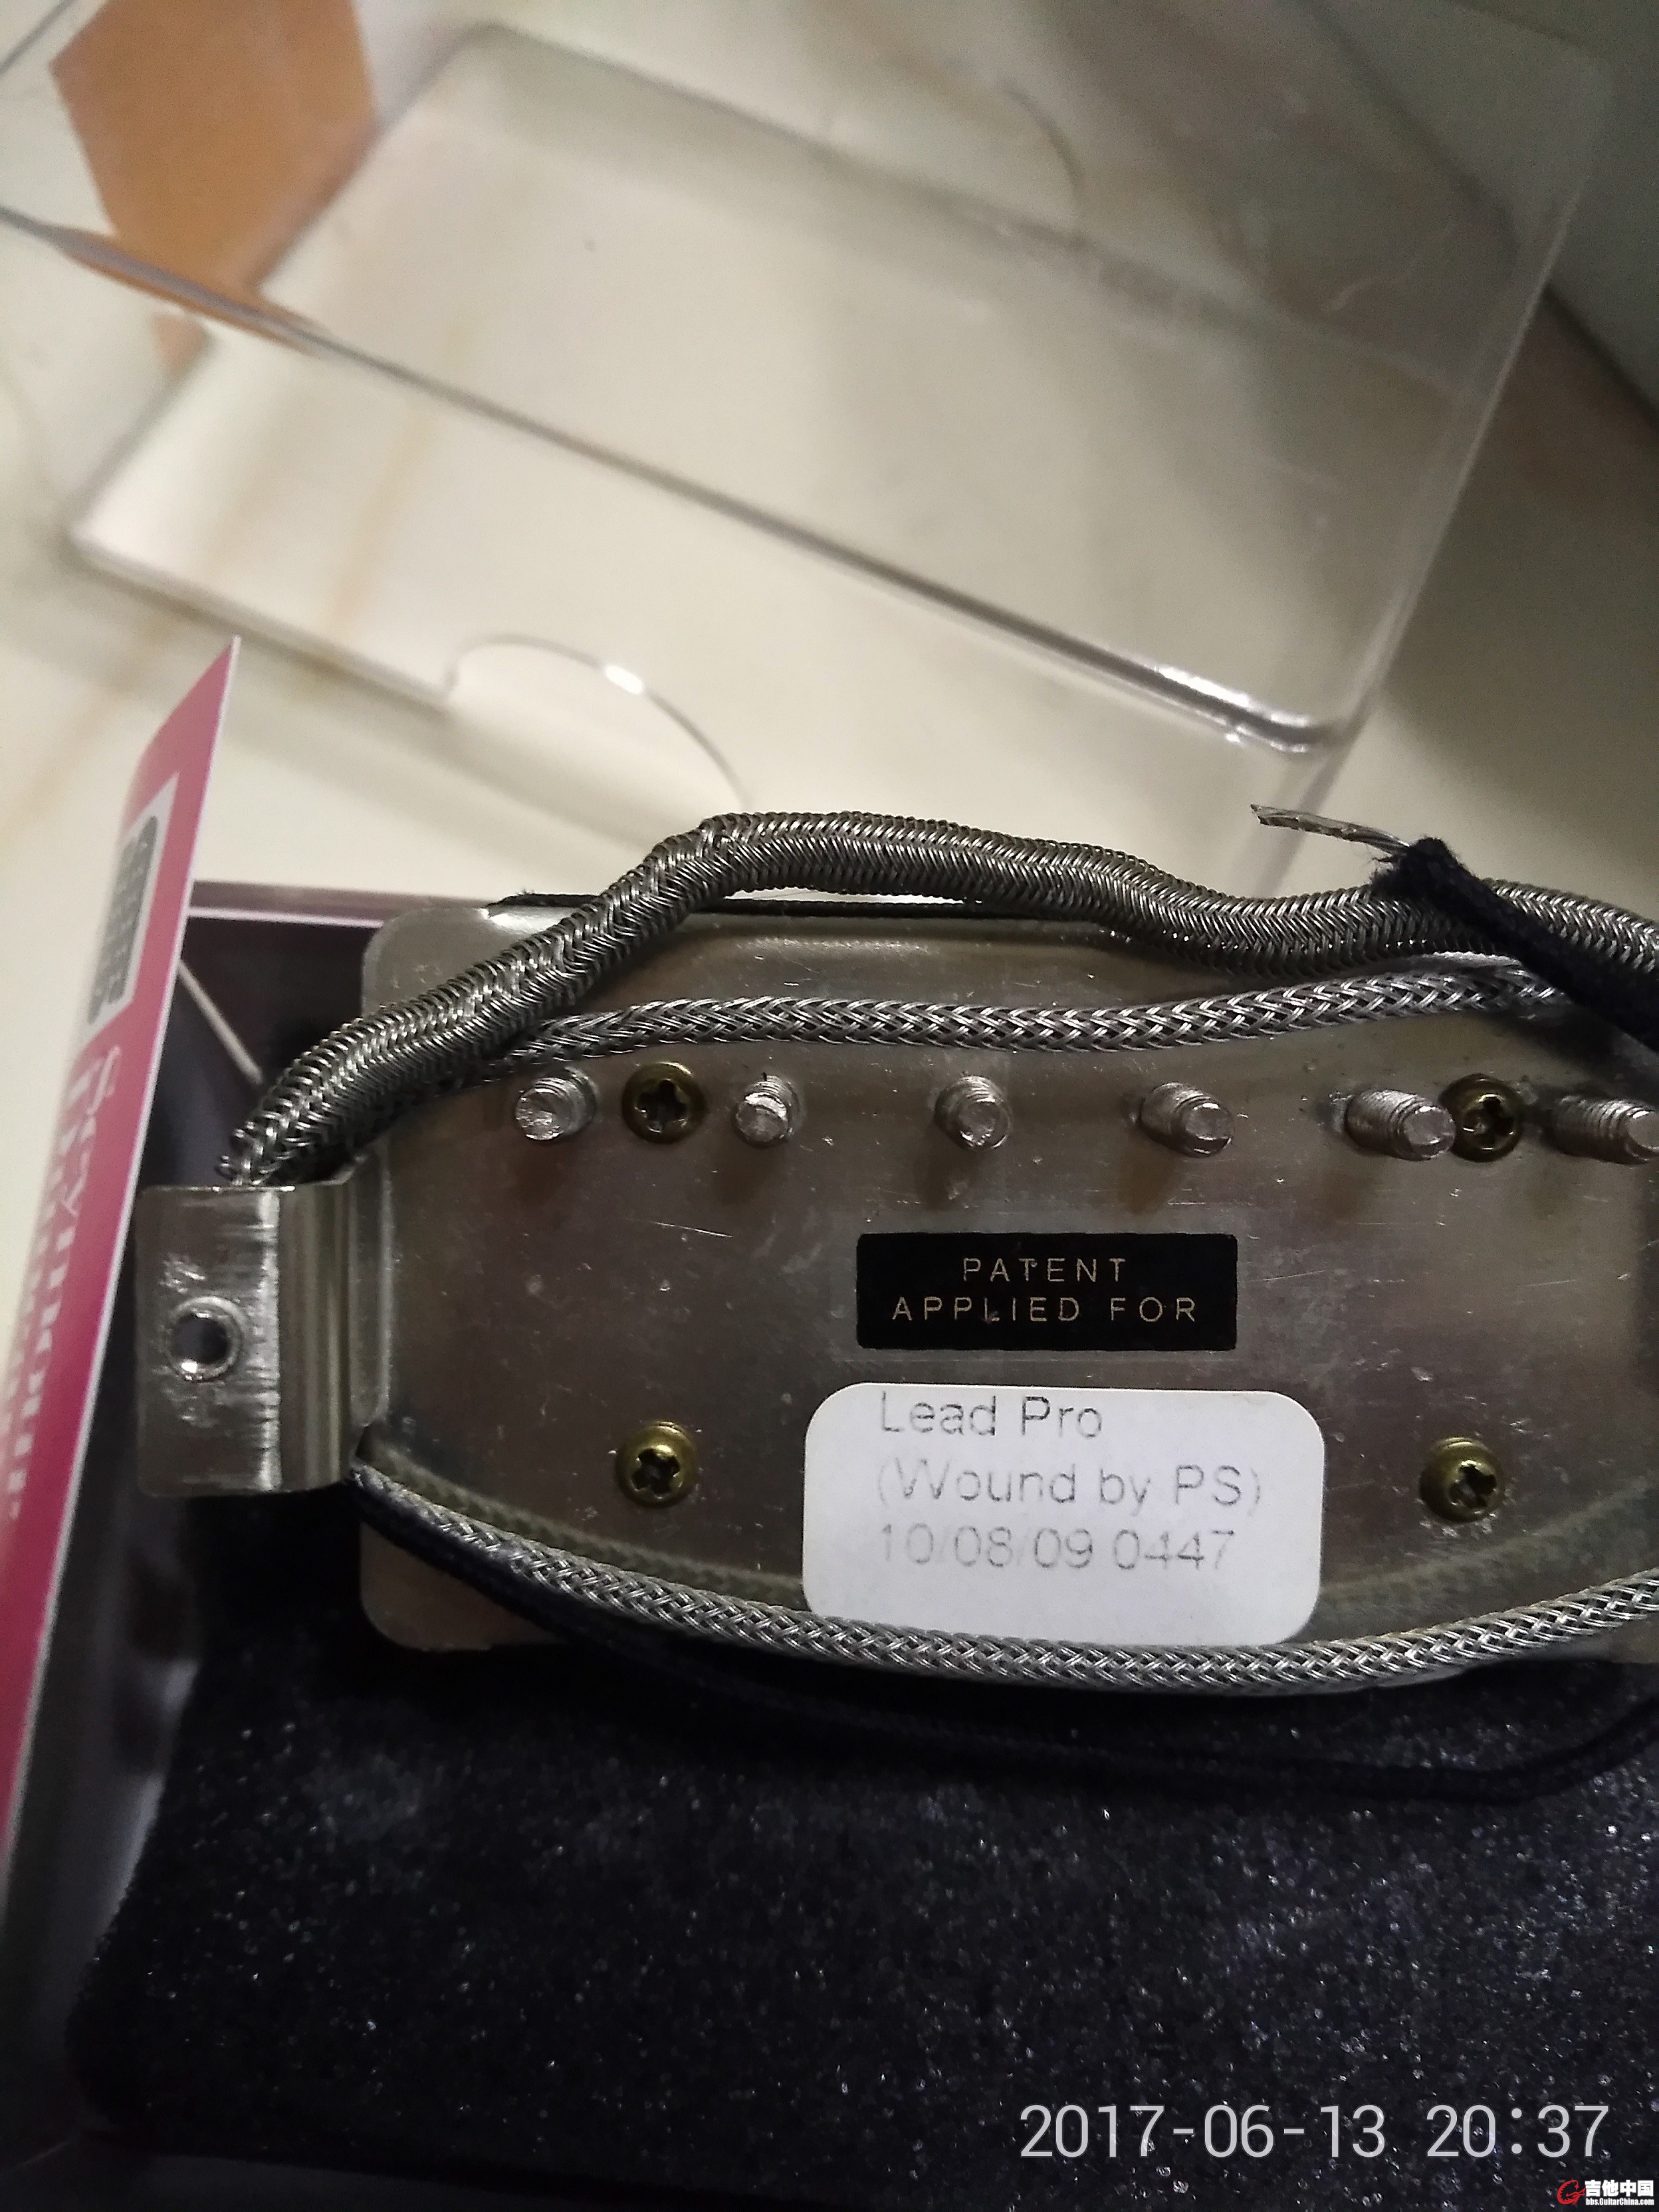 PATENT
APPLIED FOR
Lead Pro
(Wound by PS)
10/08/09 0447
2017-06-13 20:37
吉他中国
bbs.GuitarChina.com